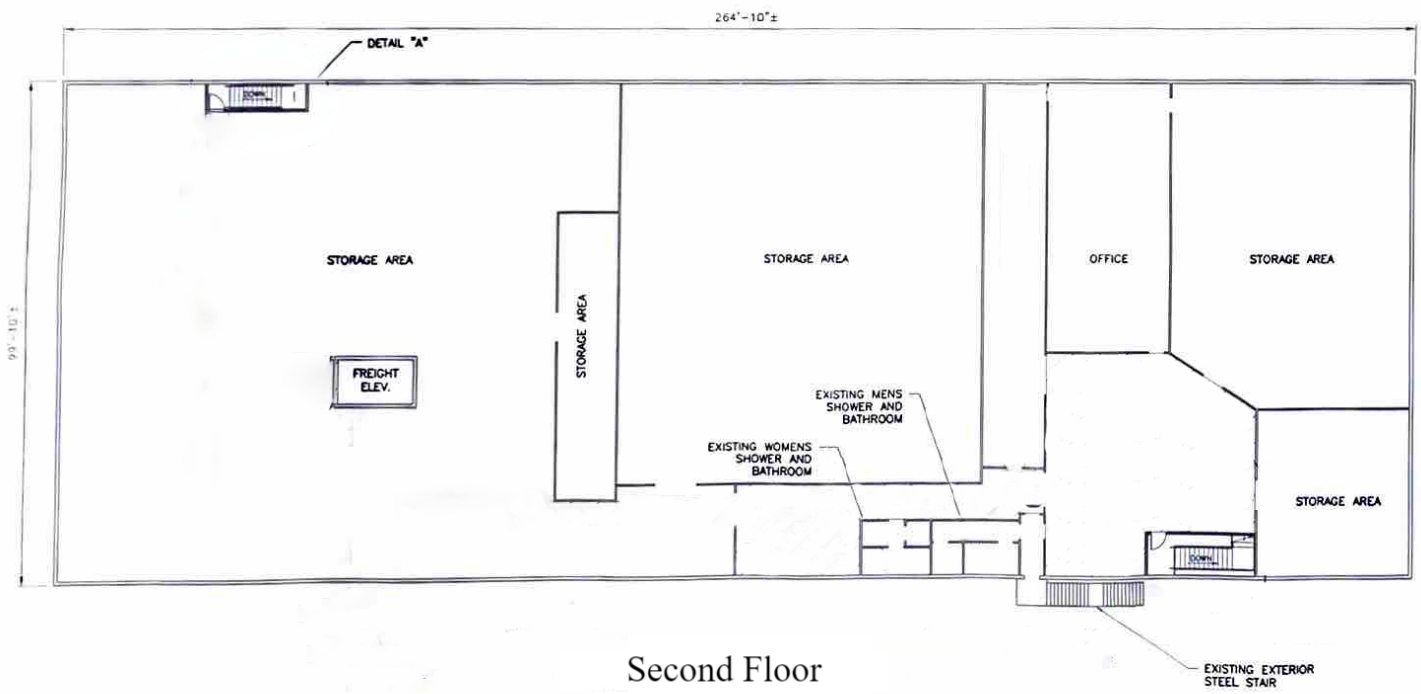 264'-10"±
DETAIL "A"
DOWN
99'-10"±
STORAGE AREA
STORAGE AREA
OFFICE
STORAGE AREA
STORAGE AREA
FREIGHT
ELEV.
EXISTING MENS
SHOWER AND
BATHROOM
EXISTING WOMENS
SHOWER AND
BATHROOM
STORAGE AREA
DOWN
Second Floor
EXISTING EXTERIOR
STEEL STAIR